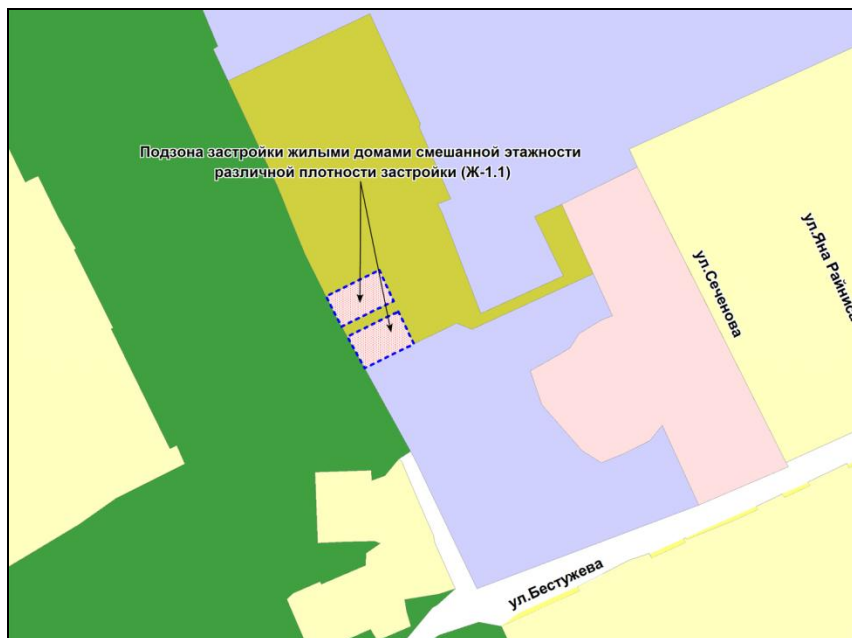 Подзона застройки жилыми домами смешанной этажности
различной плотности застройки (Ж-1.1)
ул.Сеченова
ул.Яна Райниса
ул.Бестужева